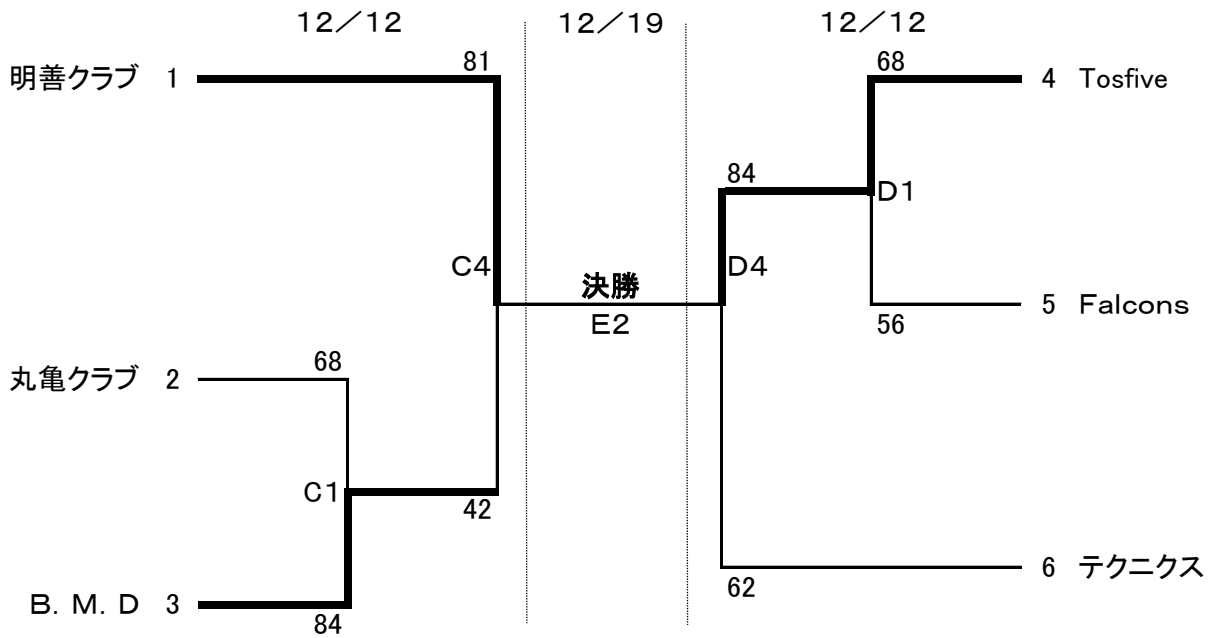 12／12
12／19
12／12
明善クラブ 1
81
68
4 Tosfive
84
D1
C4
決勝
E2
D4
56
5 Falcons
丸亀クラブ 2
68
C1
42
62
6 テクニクス
B．M．D 3
84